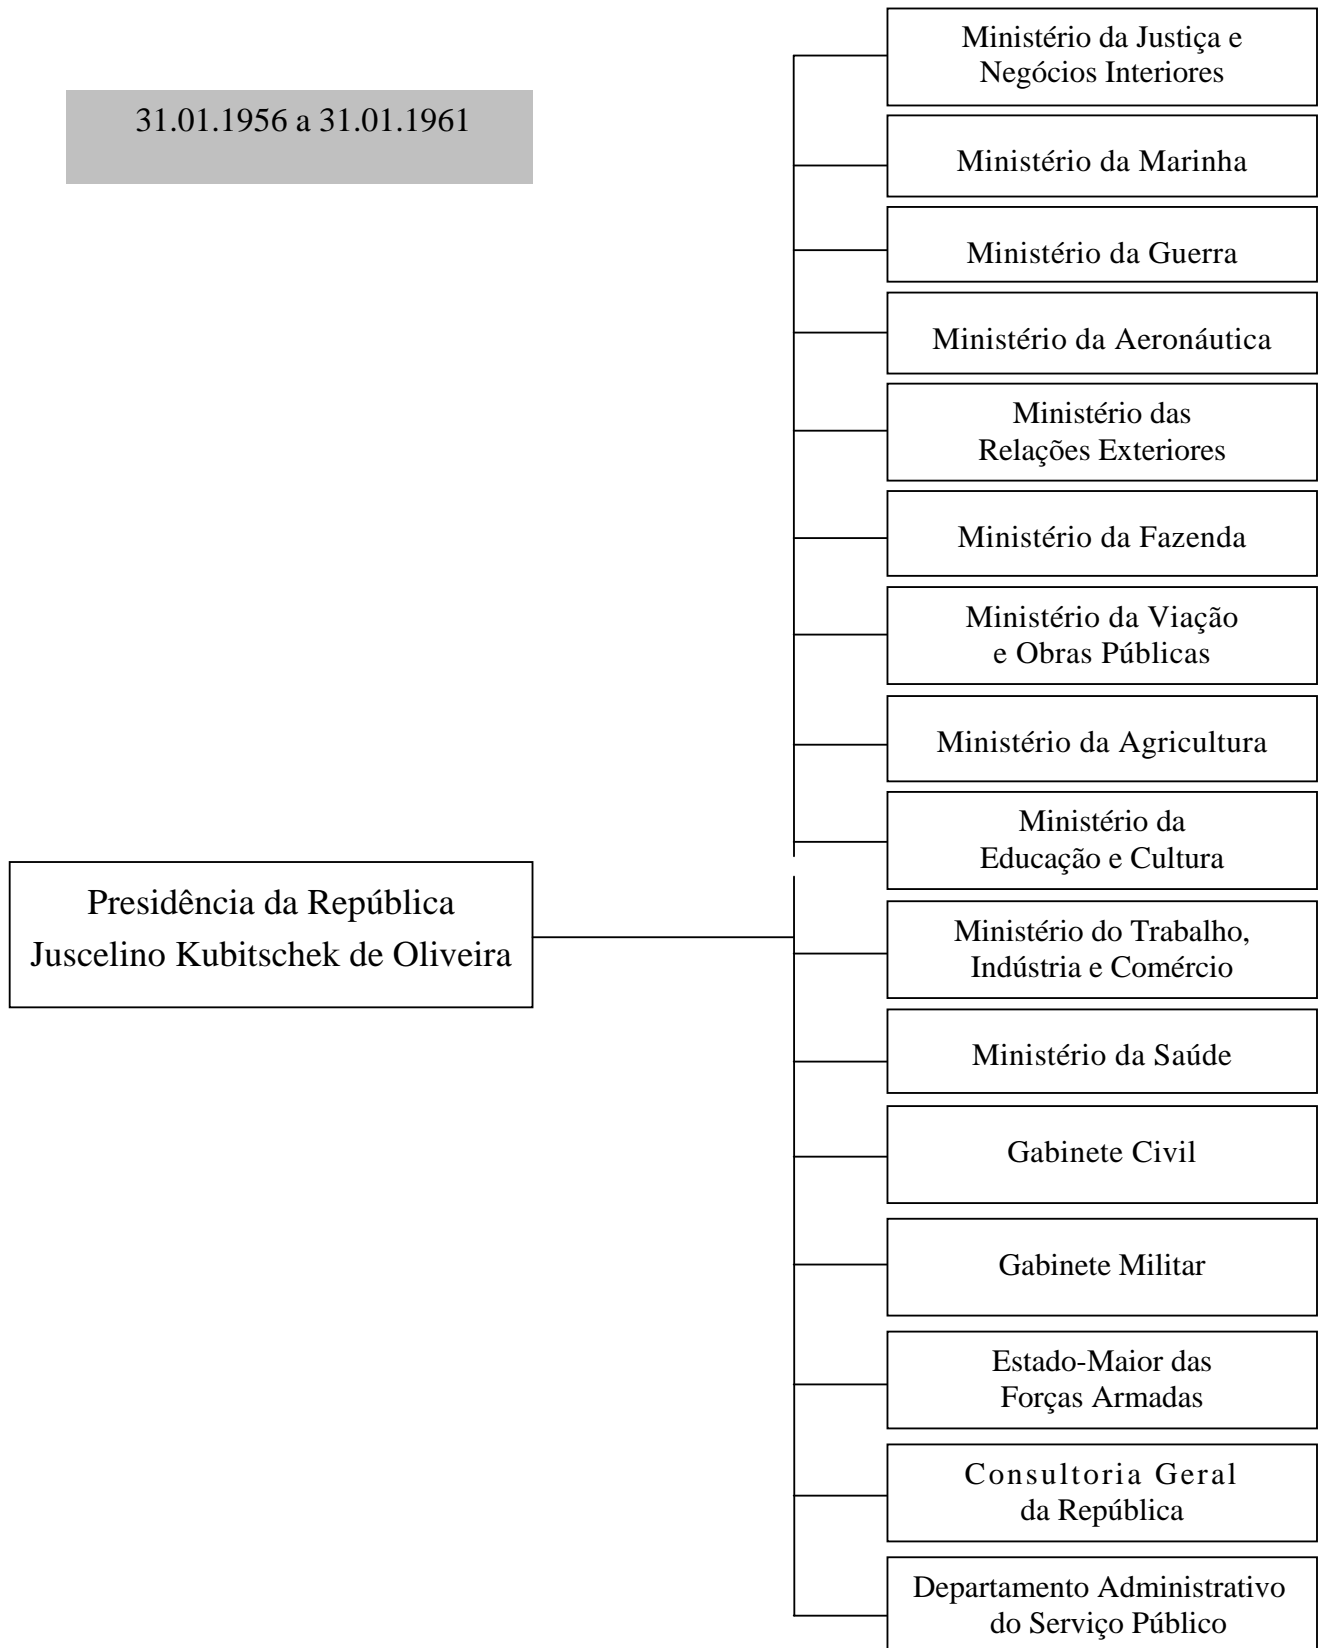 31.01.1956 a 31.01.1961
Presidência da República
Juscelino Kubitschek de Oliveira
Ministério da Justiça e
Negócios Interiores
Ministério da Marinha
Ministério da Guerra
Ministério da Aeronáutica
Ministério das
Relações Exteriores
Ministério da Fazenda
Ministério da Viação
e Obras Públicas
Ministério da Agricultura
Ministério da
Educação e Cultura
Ministério do Trabalho,
Indústria e Comércio
Ministério da Saúde
Gabinete Civil
Gabinete Militar
Estado-Maior das
Forças Armadas
Consultoria Geral
da República
Departamento Administrativo
do Serviço Público